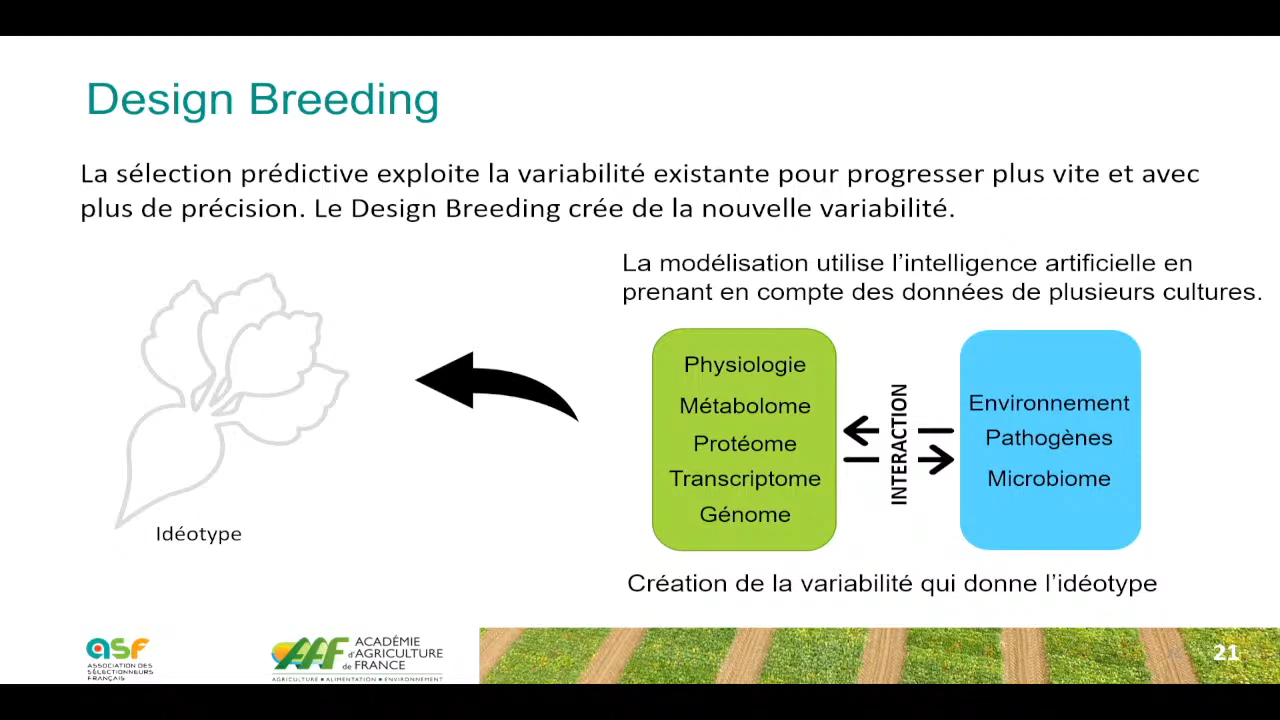 Design Breeding
La sélection prédictive exploite la variabilité existante pour progresser plus vite et avec
plus de précision. Le Design Breeding crée de la nouvelle variabilité.
La modélisation utilise l’intelligence artificielle en
prenant en compte des données de plusieurs cultures.
Physiologie
Métabolome
Protéome
Transcriptome
Génome
INTERACTION
Environnement
Pathogènes
Microbiome
Idéotype
Création de la variabilité qui donne l’idéotype
asf
ASSOCIATION DES
SÉLECTIONNEURS
FRANÇAIS
AAF
ACADÉMIE
d'AGRICULTURE
de FRANCE
AGRICULTURE • ALIMENTATION • ENVIRONNEMENT
21